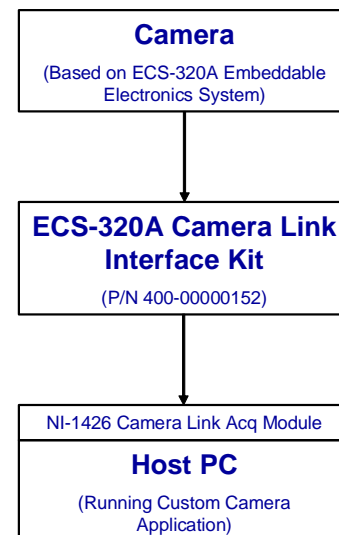 Camera
(Based on ECS-320A Embeddable
Electronics System)
ECS-320A Camera Link
Interface Kit
(P/N 400-00000152)
NI-1426 Camera Link Acq Module
Host PC
(Running Custom Camera
Application)